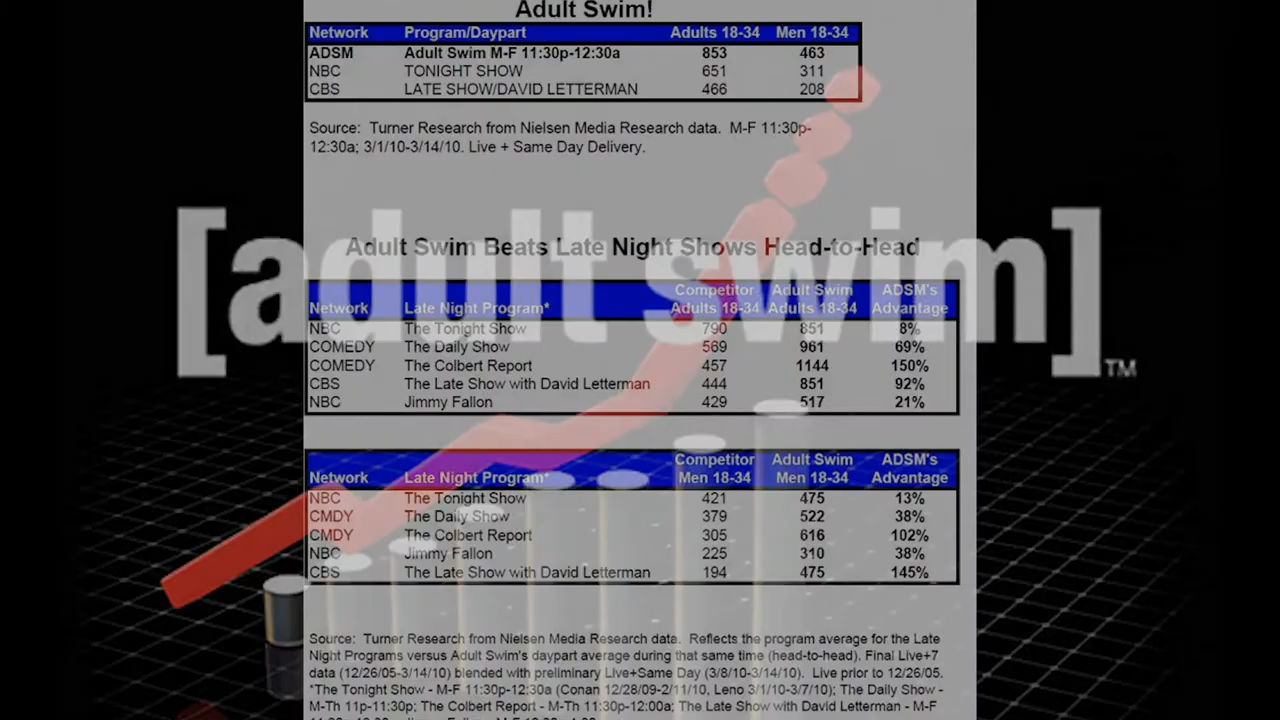 Adult Swim!
Network Program/Daypart Adults 18-34 Men 18-34
ADSM Adult Swim M-F 11:30p-12:30a 853 463
NBC TONIGHT SHOW 651 311
CBS LATE SHOW/DAVID LETTERMAN 466 208
Source: Turner Research from Nielsen Media Research data. M-F 11:30p-
12:30a; 3/1/10-3/14/10. Live + Same Day Delivery.
Adult Swim Beats Late Night Shows Head-to-Head
[adult swim]™
Competitor Adult Swim ADSM's
Network Late Night Program* Adults 18-34 Adults 18-34 Advantage
NBC The Tonight Show 790 851 8%
COMEDY The Daily Show 569 961 69%
COMEDY The Colbert Report 457 1144 150%
CBS The Late Show with David Letterman 444 851 92%
NBC Jimmy Fallon 429 517 21%
Competitor Adult Swim ADSM's
Network Late Night Program* Men 18-34 Men 18-34 Advantage
NBC The Tonight Show 421 475 13%
CMDY The Daily Show 379 522 38%
CMDY The Colbert Report 305 616 102%
NBC Jimmy Fallon 225 310 38%
CBS The Late Show with David Letterman 194 475 145%
Source: Turner Research from Nielsen Media Research data. Reflects the program average for the Late
Night Programs versus Adult Swim's daypart average during that same time (head-to-head). Final Live+7
data (12/26/05-3/14/10) blended with preliminary Live+Same Day (3/8/10-3/14/10). Live prior to 12/26/05.
*The Tonight Show - M-F 11:30p-12:30a (Conan 12/28/09-2/11/10, Leno 3/1/10-3/7/10); The Daily Show -
M-Th 11p-11:30p; The Colbert Report - M-Th 11:30p-12:00a; The Late Show with David Letterman - M-F